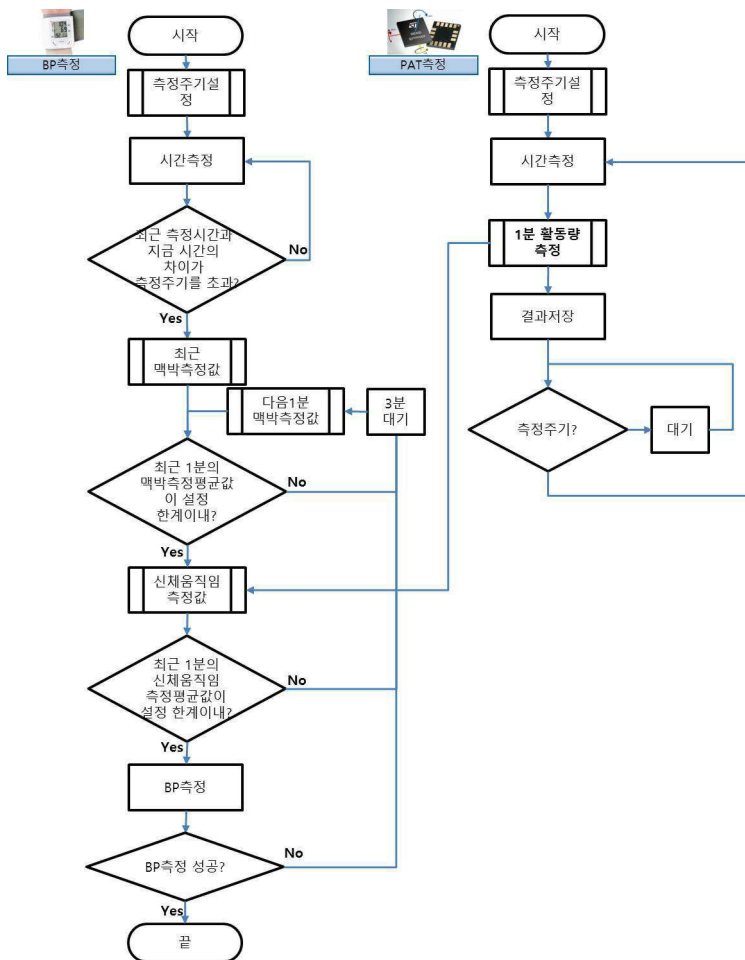 BP측정
시작
측정주기설
정
시간측정
최근 측정시간과
지금 시간의
차이가
측정주기를 초과?
No
Yes
최근
맥박측정값
다음1분
맥박측정값
3분
대기
최근 1분의
맥박측정평균값
이 설정
한계이내?
No
Yes
신체움직임
측정값
최근 1분의
신체움직임
측정평균값이
설정 한계이내?
No
Yes
BP측정
BP측정 성공?
No
Yes
끝
PAT측정
시작
측정주기설
정
시간측정
1분 활동량
측정
결과저장
측정주기?
대기